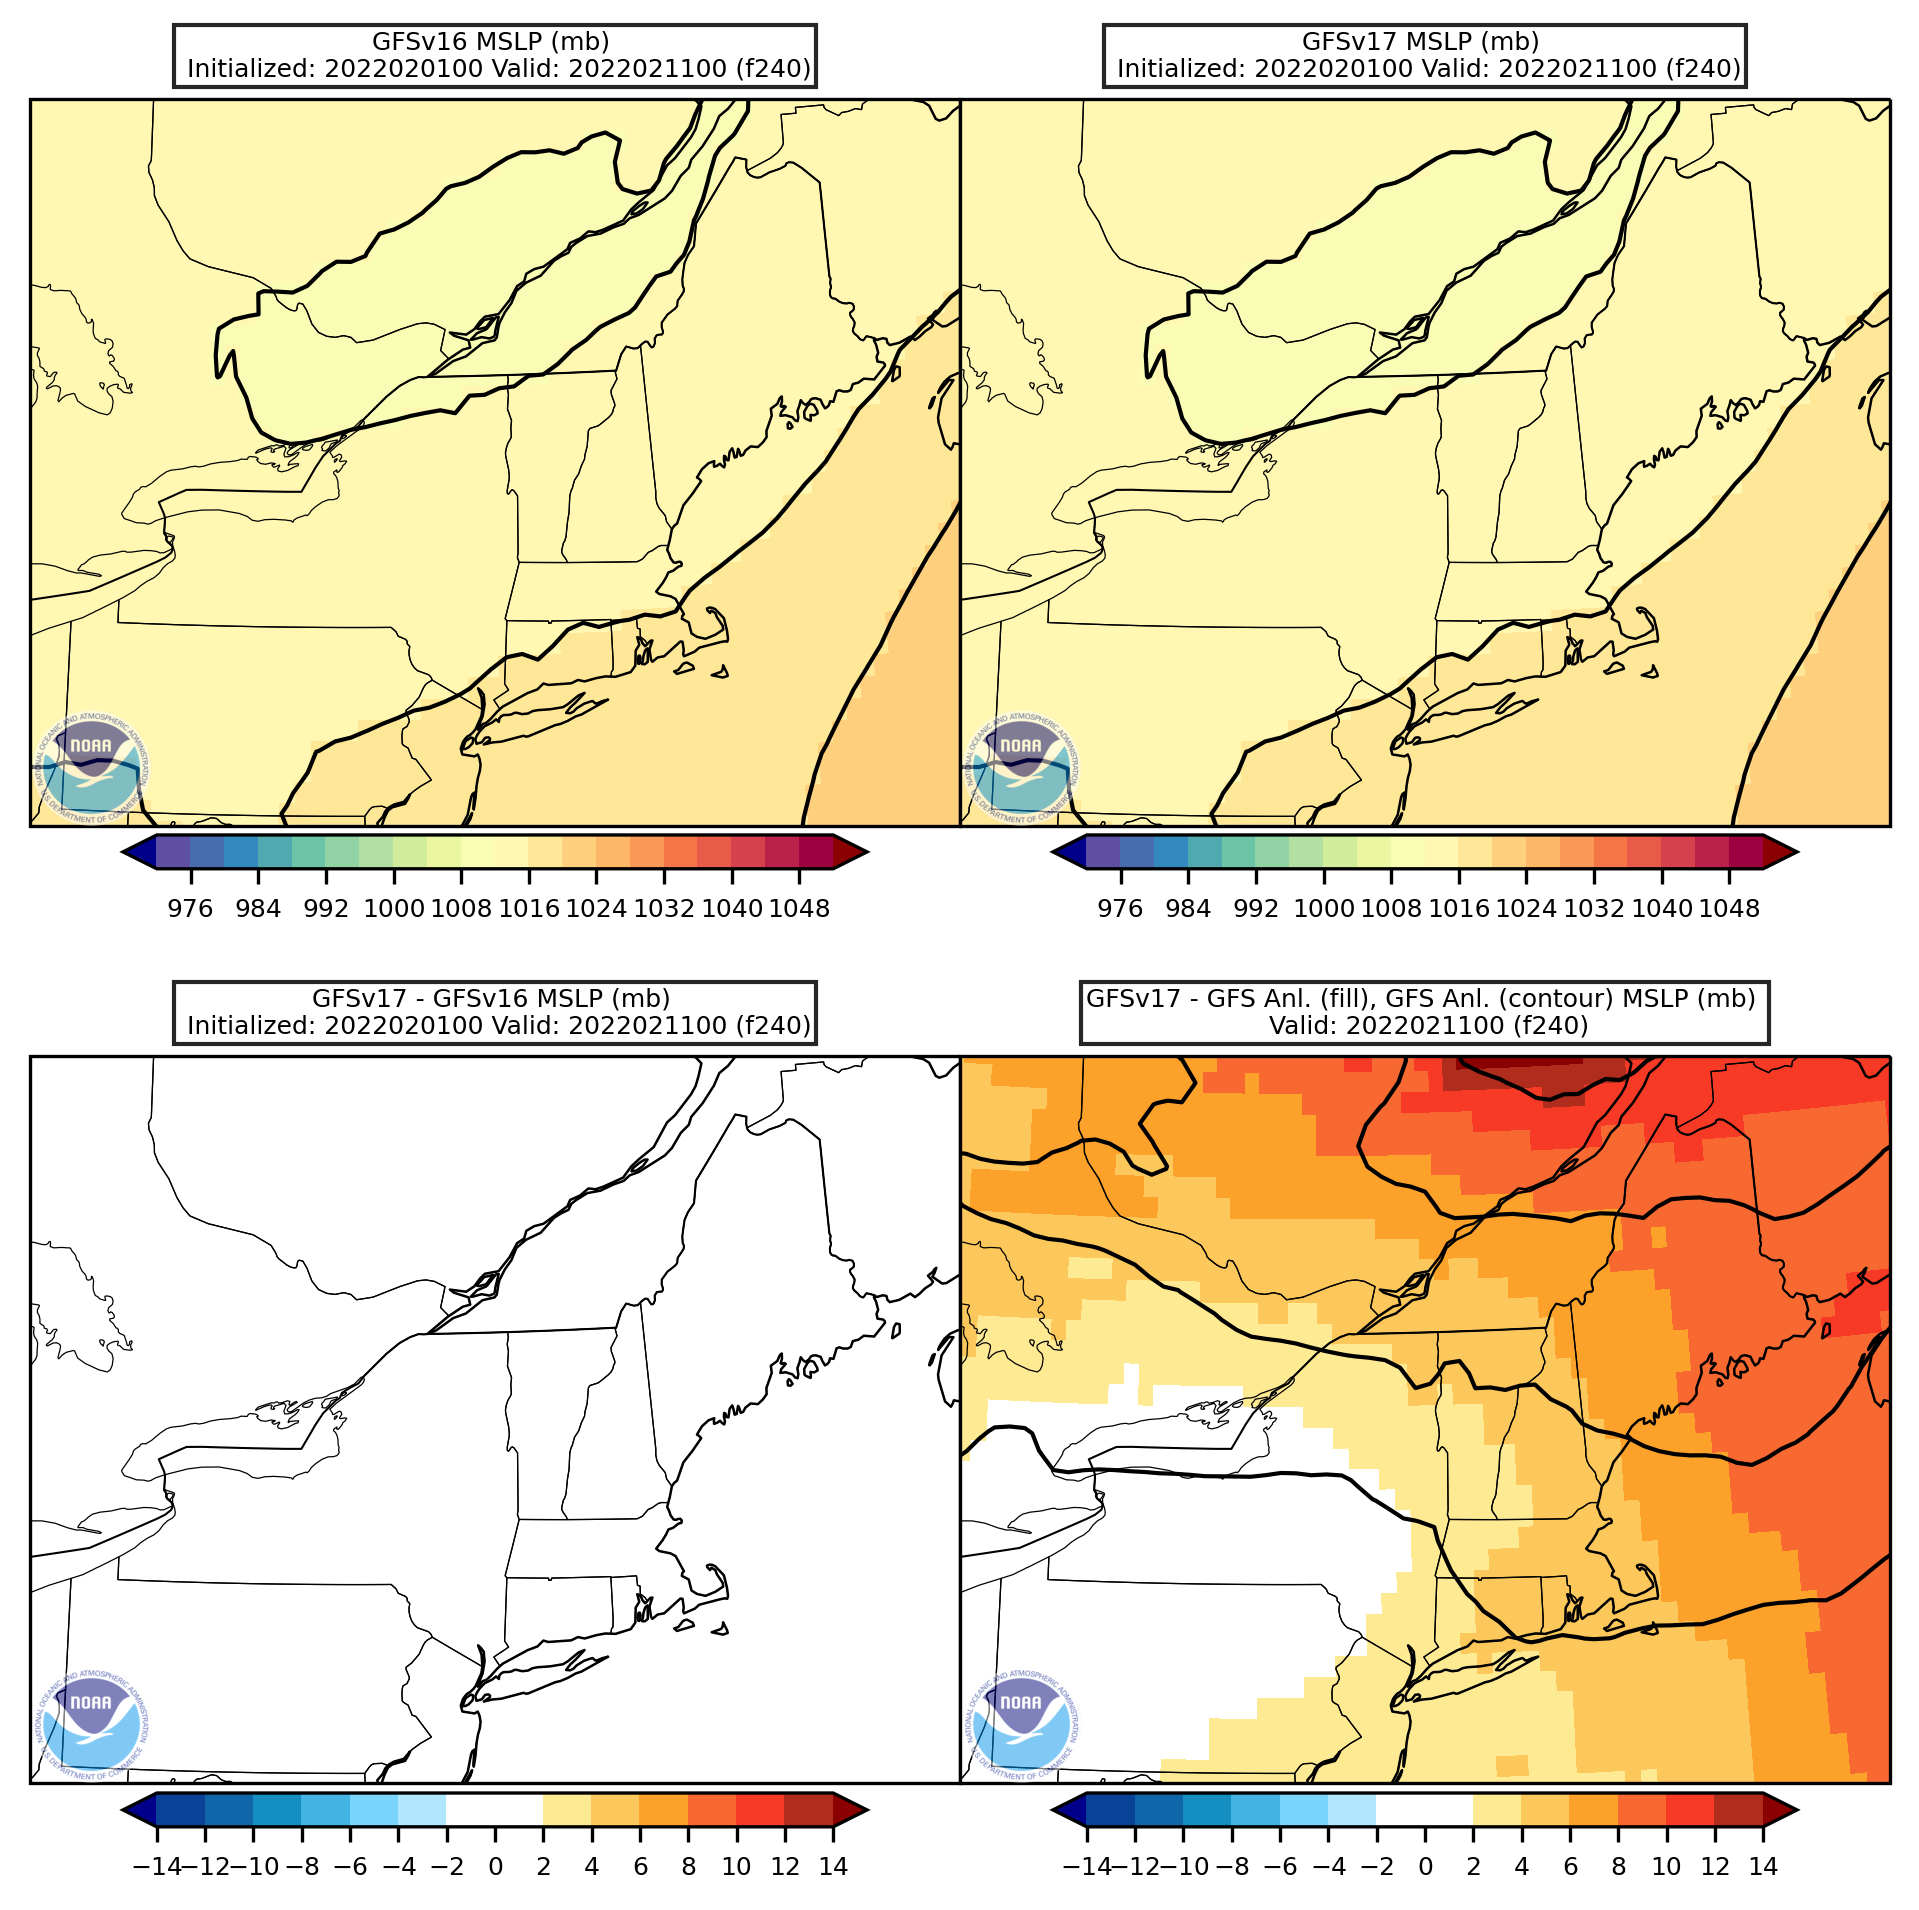 GFSv16 MSLP (mb)
Initialized: 2022020100 Valid: 2022021100 (f240)
GFSv17 MSLP (mb)
Initialized: 2022020100 Valid: 2022021100 (f240)
NOAA
NATIONAL OCEANIC AND ATMOSPHERIC ADMINISTRATION
U.S. DEPARTMENT OF COMMERCE
NOAA
NATIONAL OCEANIC AND ATMOSPHERIC ADMINISTRATION
U.S. DEPARTMENT OF COMMERCE
976 984 992 1000 1008 1016 1024 1032 1040 1048
976 984 992 1000 1008 1016 1024 1032 1040 1048
GFSv17 - GFSv16 MSLP (mb)
Initialized: 2022020100 Valid: 2022021100 (f240)
GFSv17 - GFS Anl. (fill), GFS Anl. (contour) MSLP (mb)
Valid: 2022021100 (f240)
NOAA
NATIONAL OCEANIC AND ATMOSPHERIC ADMINISTRATION
U.S. DEPARTMENT OF COMMERCE
NOAA
NATIONAL OCEANIC AND ATMOSPHERIC ADMINISTRATION
U.S. DEPARTMENT OF COMMERCE
−14 −12 −10 −8 −6 −4 −2 0 2 4 6 8 10 12 14
−14 −12 −10 −8 −6 −4 −2 0 2 4 6 8 10 12 14